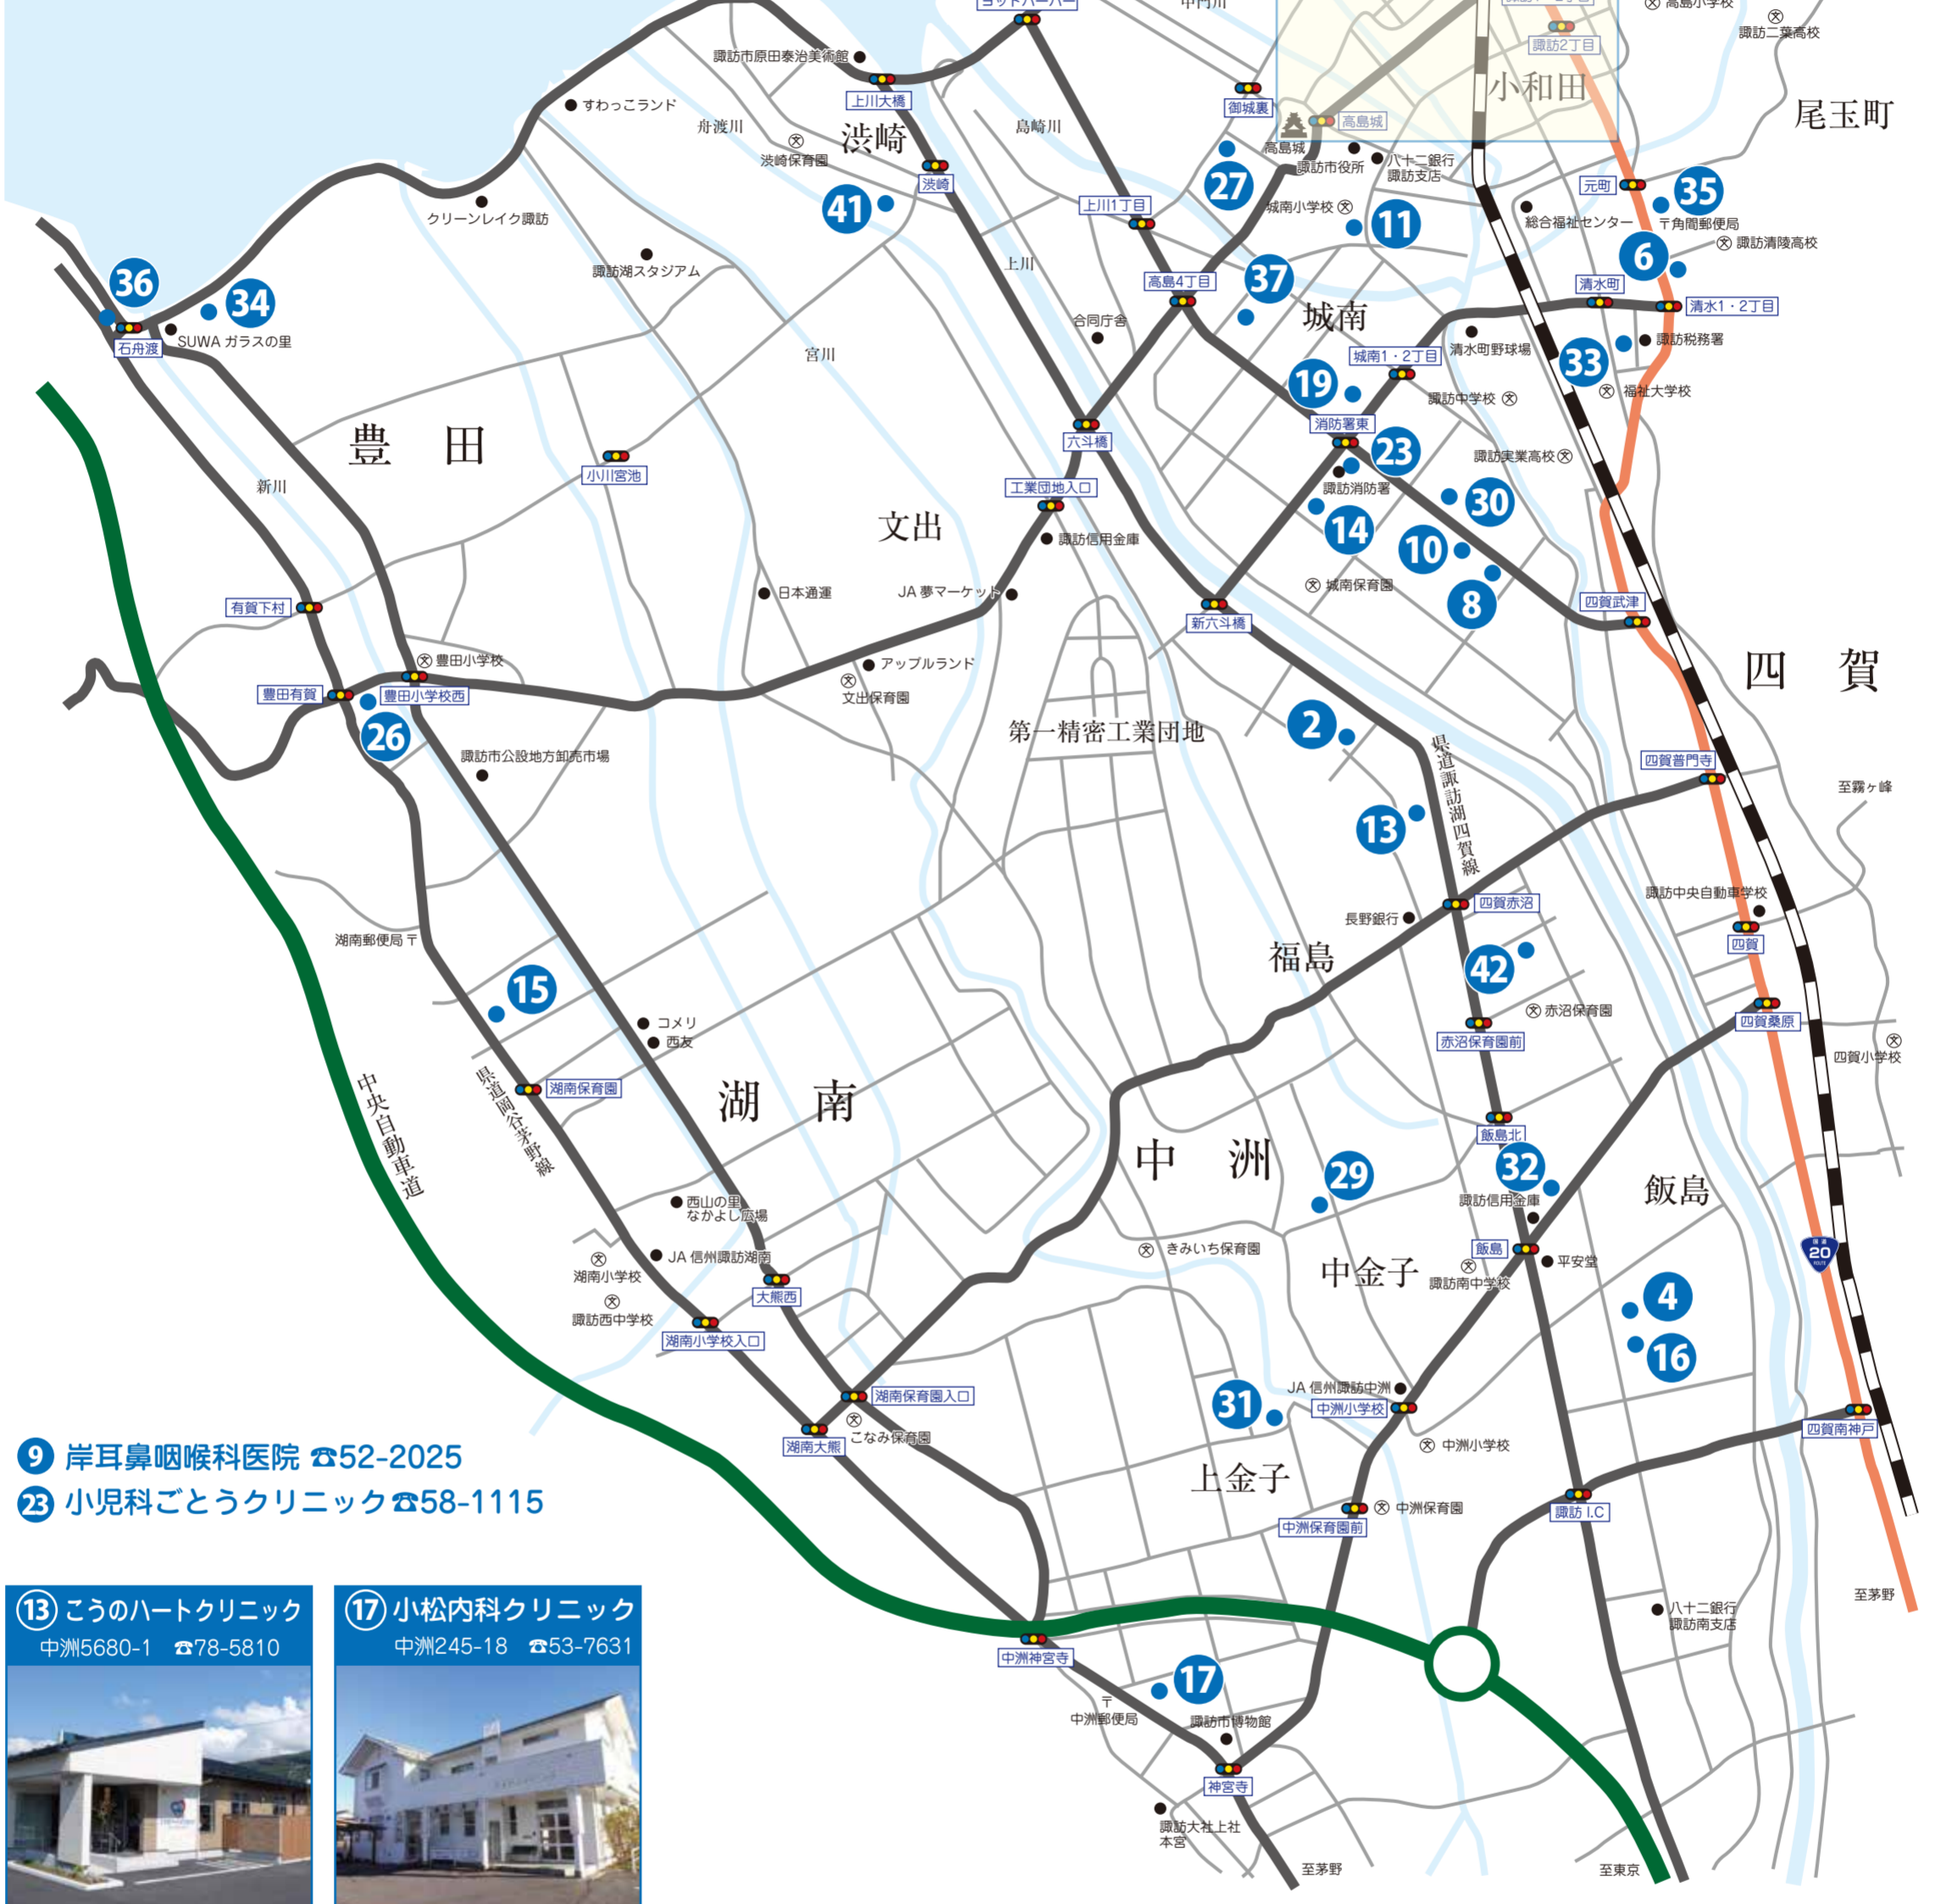 ヨットハーバー
中門川
高島小学校
諏訪二葉高校
諏訪2丁目
小和田
尾玉町
諏訪市原田泰治美術館
上川大橋
すわっこランド
舟渡川
渋崎保育園
渋崎
渋崎
島崎川
御城裏
高島城
高島城
諏訪市役所
八十二銀行
諏訪支店
27
元町
35
〒角間郵便局
総合福祉センター
諏訪清陵高校
6
クリーンレイク諏訪
41
上川1丁目
城南小学校
11
諏訪湖スタジアム
上川
36
34
石舟渡
SUWA ガラスの里
高島4丁目
37
城南
清水町
清水1・2丁目
合同庁舎
宮川
城南1・2丁目
清水町野球場
諏訪税務署
33
福祉大学校
19
諏訪中学校
消防署東
豊 田
新川
小川宮池
六斗橋
23
諏訪実業高校
諏訪消防署
工業団地入口
30
14
10
文出
諏訪信用金庫
日本通運
JA 夢マーケット
城南保育園
8
四賀武津
有賀下村
新六斗橋
豊田小学校
豊田有賀
豊田小学校西
アップルランド
文出保育園
四 賀
26
諏訪市公設地方卸売市場
第一精密工業団地
2
県道諏訪湖四賀線
四賀普門寺
至霧ヶ峰
13
諏訪中央自動車学校
四賀赤沼
長野銀行
四賀
湖南郵便局〒
福島
42
15
コメリ
西友
赤沼保育園
赤沼保育園前
四賀桑原
四賀小学校
湖南保育園
中央自動車道
県道岡谷茅野線
湖 南
中 洲
飯島北
29
32
諏訪信用金庫
飯島
西山の里
なかよし広場
JA 信州諏訪湖南
湖南小学校
諏訪西中学校
大熊西
湖南小学校入口
きみいち保育園
中金子
飯島
平安堂
諏訪南中学校
国道
20
ROUTE
4
16
湖南保育園入口
こなみ保育園
湖南大熊
31
JA 信州諏訪中洲
中洲小学校
中洲小学校
四賀南神戸
上金子
中洲保育園
中洲保育園前
諏訪 I.C
9 岸耳鼻咽喉科医院 ☎52-2025
23 小児科ごとうクリニック☎58-1115
至茅野
八十二銀行
諏訪南支店
中洲神宮寺
17
〒
中洲郵便局
諏訪市博物館
神宮寺
諏訪大社上社
本宮
至茅野
至東京
13 こうのハートクリニック
中洲5680-1 ☎78-5810
17 小松内科クリニック
中洲245-18 ☎53-7631